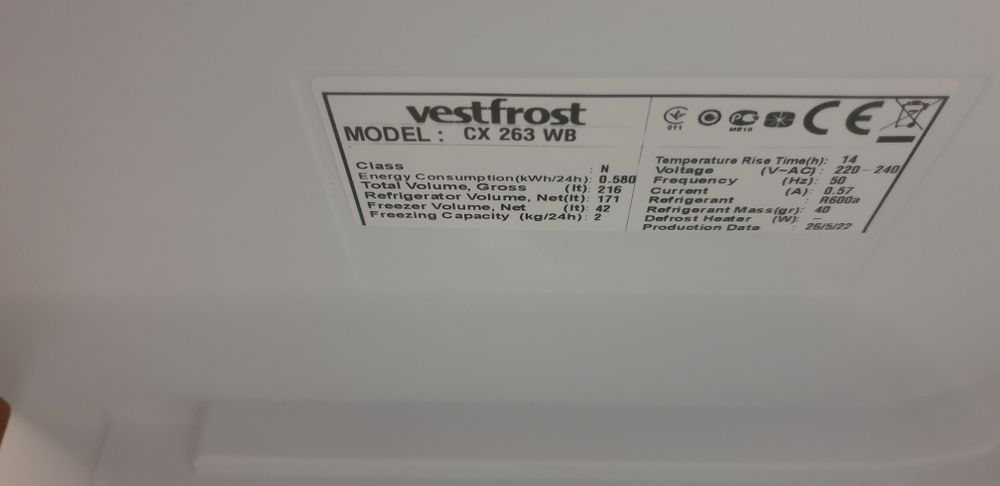 vestfrost
MODEL : CX 263 WB
Class : N
Energy Consumption(kWh/24h): 0.580
Total Volume, Gross (lt): 216
Refrigerator Volume, Net(lt): 171
Freezer Volume, Net (lt): 42
Freezing Capacity (kg/24h): 2
011
CE
Temperature Rise Time(h): 14
Voltage (V~AC) : 220 - 240
Frequency (Hz) : 50
Current (A) : 0.57
Refrigerant : R600a
Refrigerant Mass(gr): 40
Defrost Heater (W): –
Production Date : 26/5/22